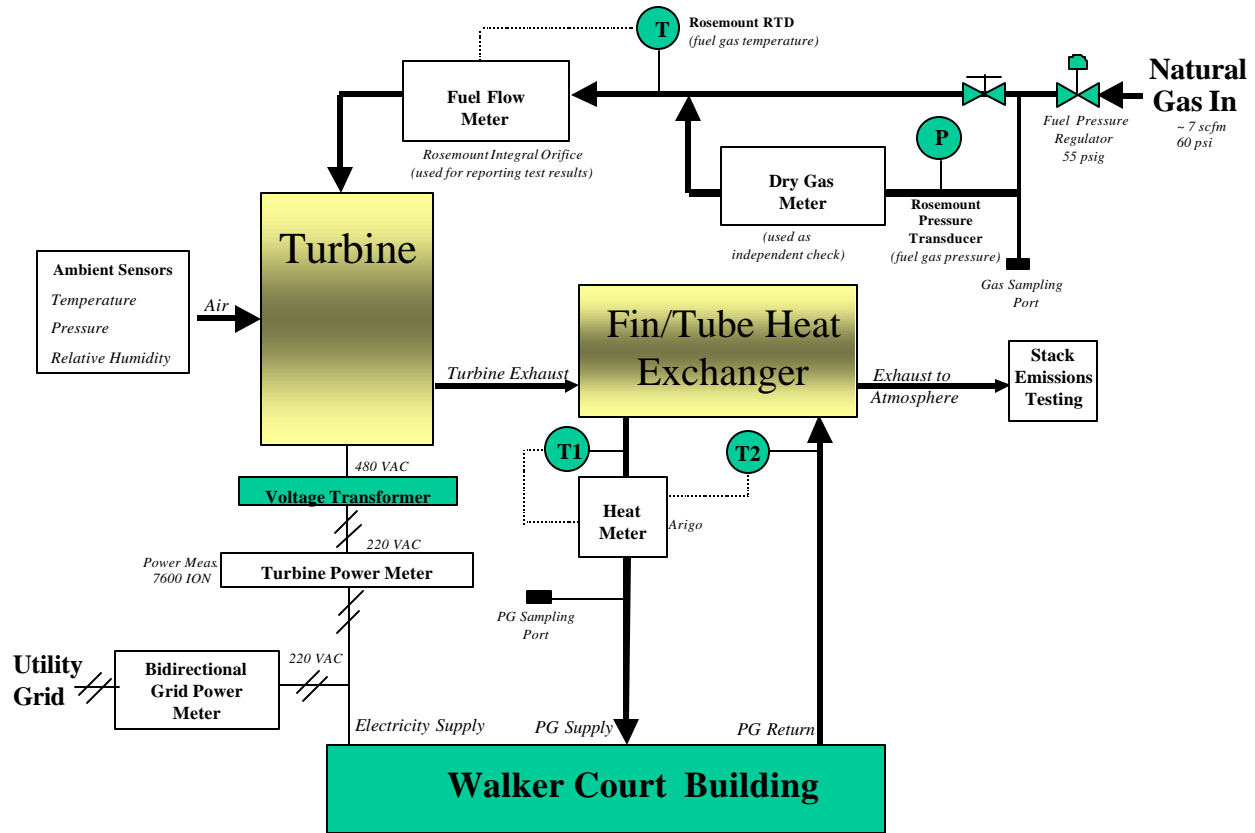 T
Rosemount RTD
(fuel gas temperature)
Natural
Gas In
~ 7 scfm
60 psi
Fuel Pressure
Regulator
55 psig
Fuel Flow
Meter
Rosemount Integral Orifice
(used for reporting test results)
P
Dry Gas
Meter
(used as
independent check)
Rosemount
Pressure
Transducer
(fuel gas pressure)
Gas Sampling
Port
Turbine
Ambient Sensors
Temperature
Pressure
Relative Humidity
Air
Fin/Tube Heat
Exchanger
Turbine Exhaust
Exhaust to
Atmosphere
Stack
Emissions
Testing
T1
T2
480 VAC
Voltage Transformer
Heat
Meter
Arigo
220 VAC
Power Meas.
7600 ION
Turbine Power Meter
PG Sampling
Port
Utility
Grid
Bidirectional
Grid Power
Meter
220 VAC
Electricity Supply
PG Supply
PG Return
Walker Court Building